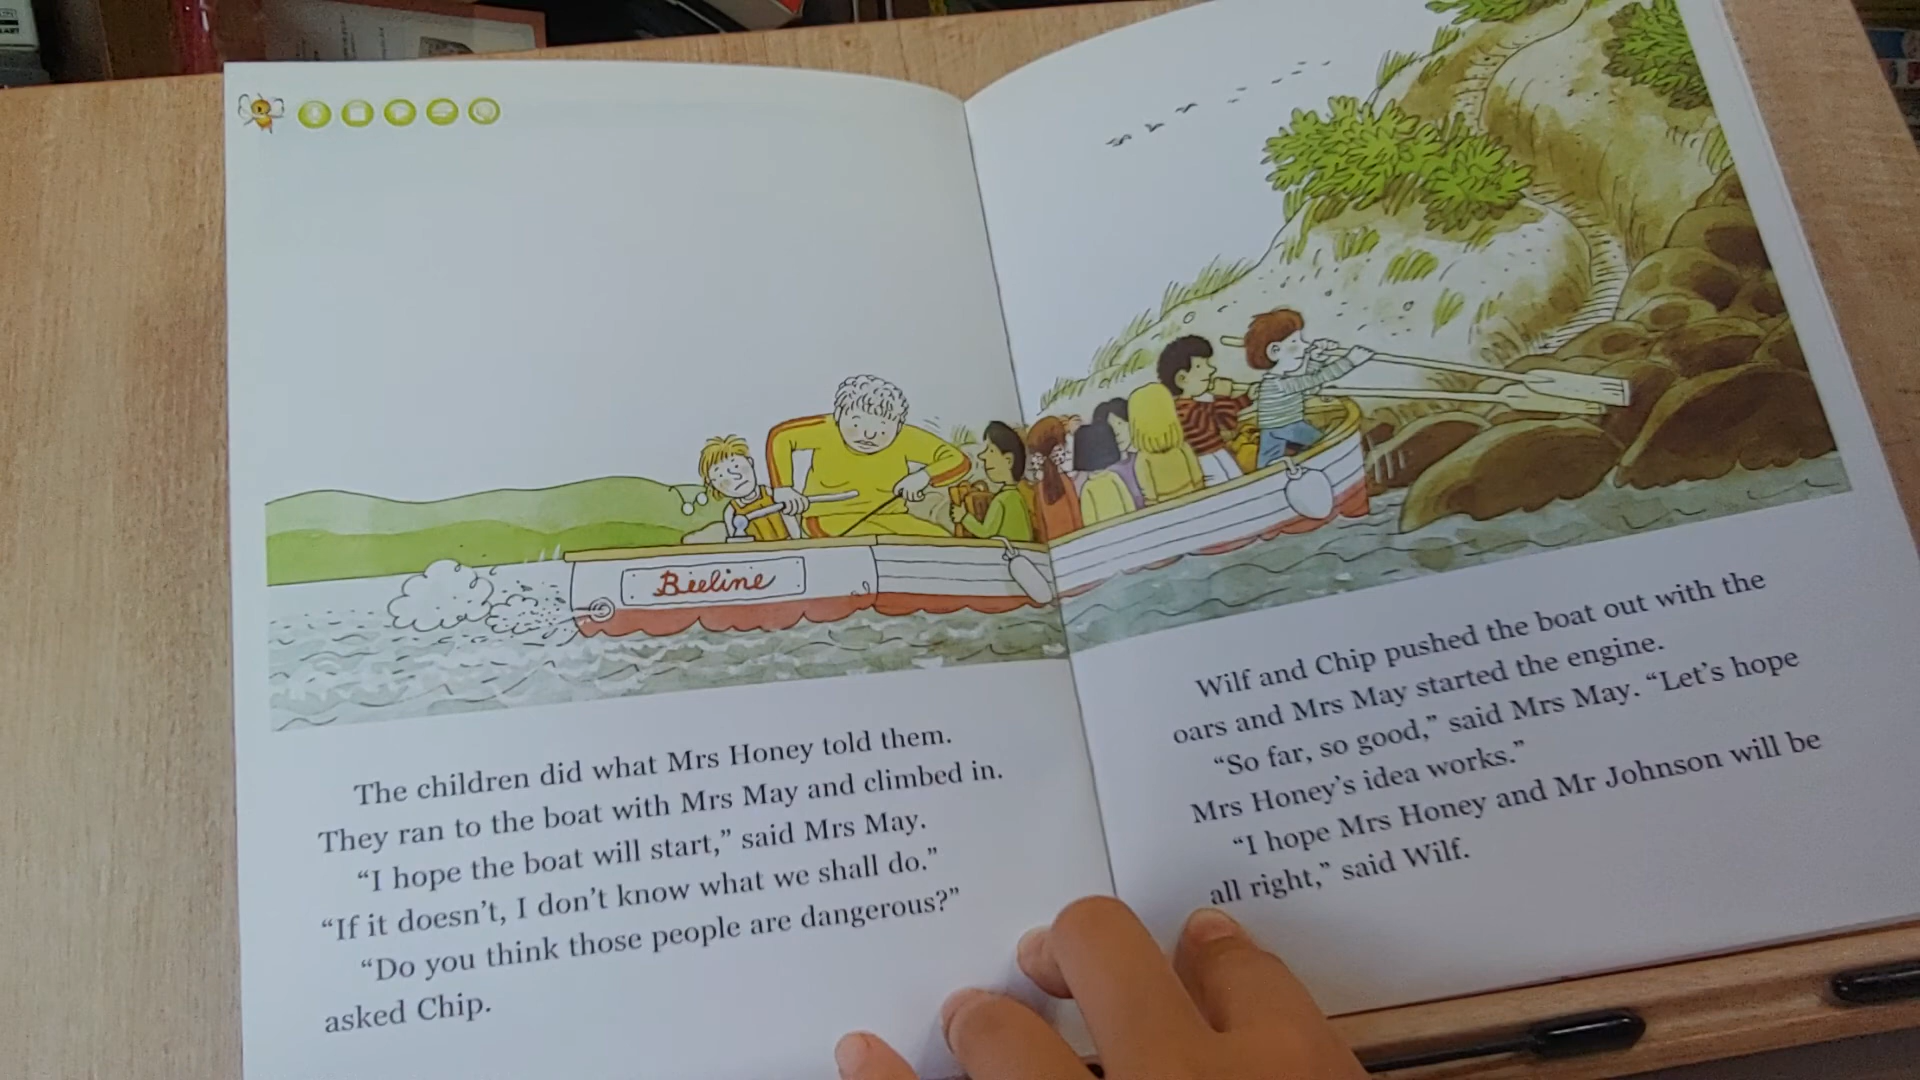 Beeline
The children did what Mrs Honey told them.
They ran to the boat with Mrs May and climbed in.
“I hope the boat will start,” said Mrs May.
“If it doesn’t, I don’t know what we shall do.”
“Do you think those people are dangerous?”
asked Chip.
Wilf and Chip pushed the boat out with the
oars and Mrs May started the engine.
“So far, so good,” said Mrs May. “Let’s hope
Mrs Honey’s idea works.”
“I hope Mrs Honey and Mr Johnson will be
all right,” said Wilf.